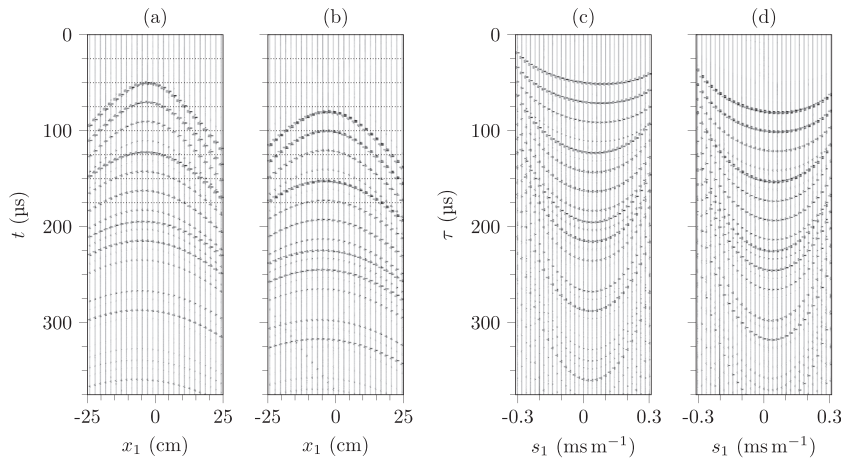 (a) (b) (c) (d)
0 0
100 100
t (µs) τ (µs)
200 200
300 300
-25 0 25 -25 0 25 -0.3 0 0.3 -0.3 0 0.3
x₁ (cm) x₁ (cm) s₁ (ms m⁻¹) s₁ (ms m⁻¹)